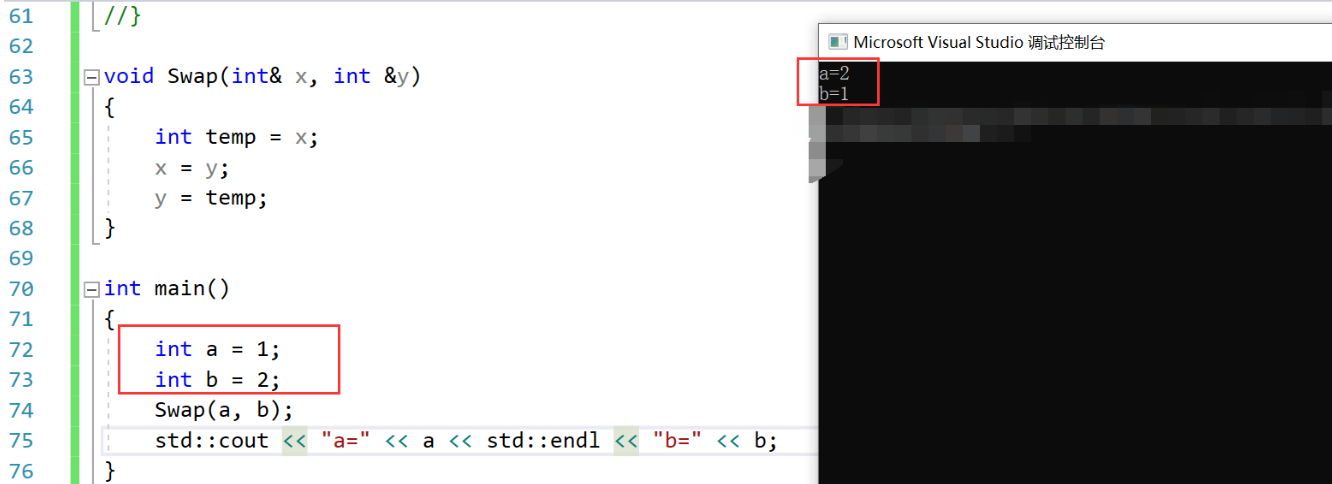 61 //}
62
63 void Swap(int& x, int &y)
64 {
65 int temp = x;
66 x = y;
67 y = temp;
68 }
69
70 int main()
71 {
72 int a = 1;
73 int b = 2;
74 Swap(a, b);
75 std::cout << "a=" << a << std::endl << "b=" << b;
76 }
Microsoft Visual Studio 调试控制台
a=2
b=1